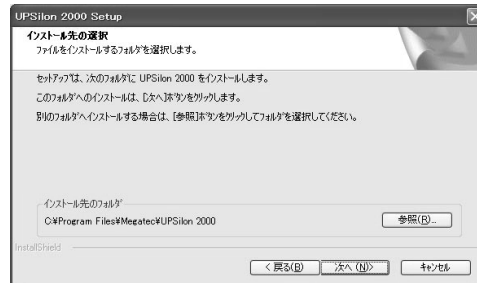 UPSilon 2000 Setup
インストール先の選択
ファイルをインストールするフォルダを選択します。
セットアップは、次のフォルダに UPSilon 2000 をインストールします。
このフォルダへのインストールは、[次へ]ボタンをクリックします。
別のフォルダへインストールする場合は、[参照]ボタンをクリックしてフォルダを選択してください。
インストール先のフォルダ
C:¥Program Files¥Megatec¥UPSilon 2000
参照(R)...
InstallShield
< 戻る(B)
次へ (N)>
キャンセル